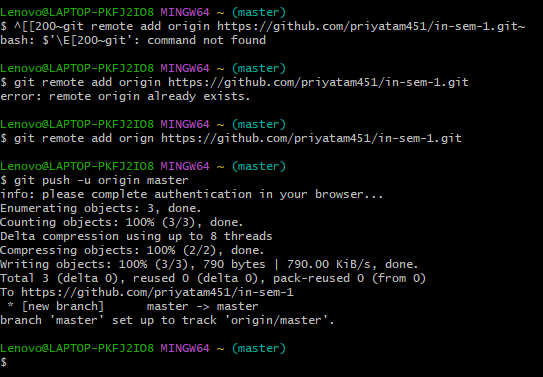 Lenovo@LAPTOP-PKFJ2IO8 MINGW64 ~ (master)
$ ^[[200~git remote add origin https://github.com/priyatam451/in-sem-1.git~
bash: $'\E[200~git': command not found
Lenovo@LAPTOP-PKFJ2IO8 MINGW64 ~ (master)
$ git remote add origin https://github.com/priyatam451/in-sem-1.git
error: remote origin already exists.
Lenovo@LAPTOP-PKFJ2IO8 MINGW64 ~ (master)
$ git remote add orign https://github.com/priyatam451/in-sem-1.git
Lenovo@LAPTOP-PKFJ2IO8 MINGW64 ~ (master)
$ git push -u origin master
info: please complete authentication in your browser...
Enumerating objects: 3, done.
Counting objects: 100% (3/3), done.
Delta compression using up to 8 threads
Compressing objects: 100% (2/2), done.
Writing objects: 100% (3/3), 790 bytes | 790.00 KiB/s, done.
Total 3 (delta 0), reused 0 (delta 0), pack-reused 0 (from 0)
To https://github.com/priyatam451/in-sem-1
 * [new branch]      master -> master
branch 'master' set up to track 'origin/master'.
Lenovo@LAPTOP-PKFJ2IO8 MINGW64 ~ (master)
$